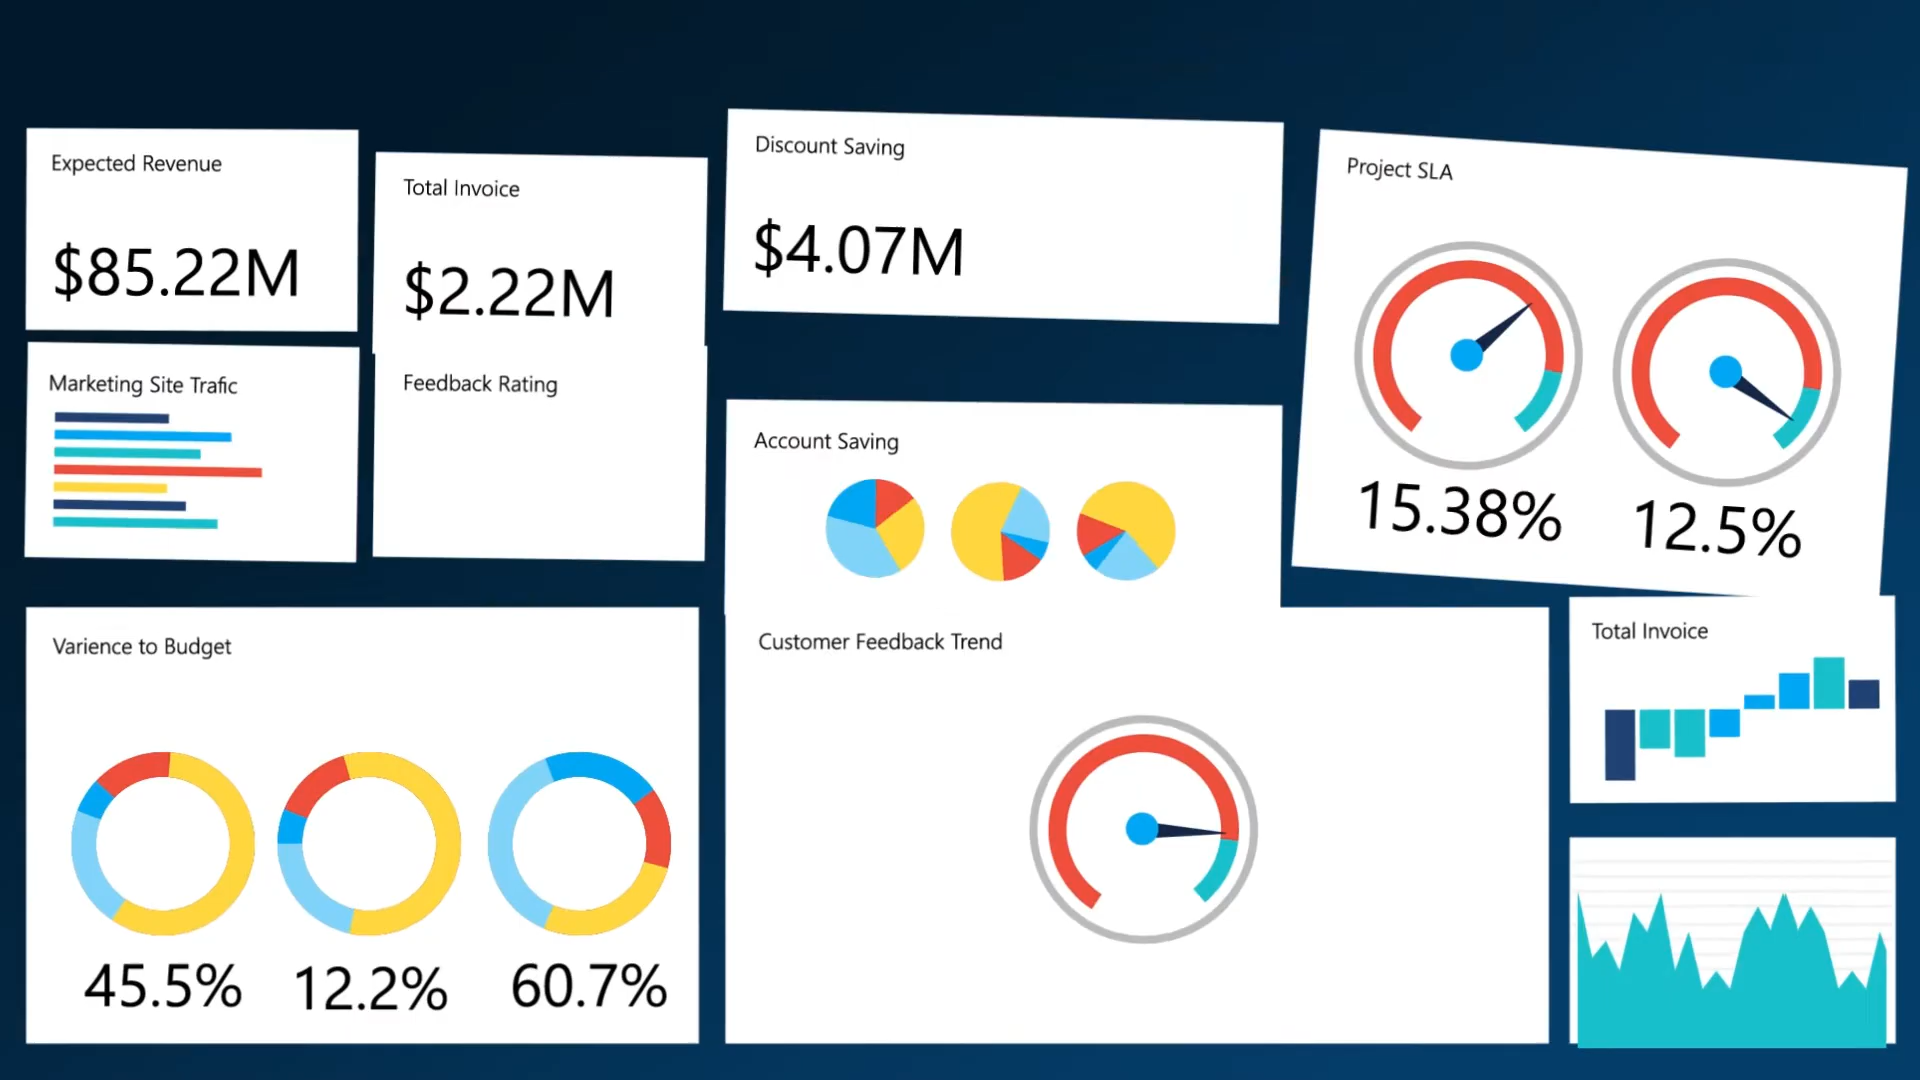 Expected Revenue
$85.22M
Total Invoice
$2.22M
Discount Saving
$4.07M
Project SLA
15.38%
12.5%
Marketing Site Trafic
Feedback Rating
Account Saving
Varience to Budget
45.5%
12.2%
60.7%
Customer Feedback Trend
Total Invoice